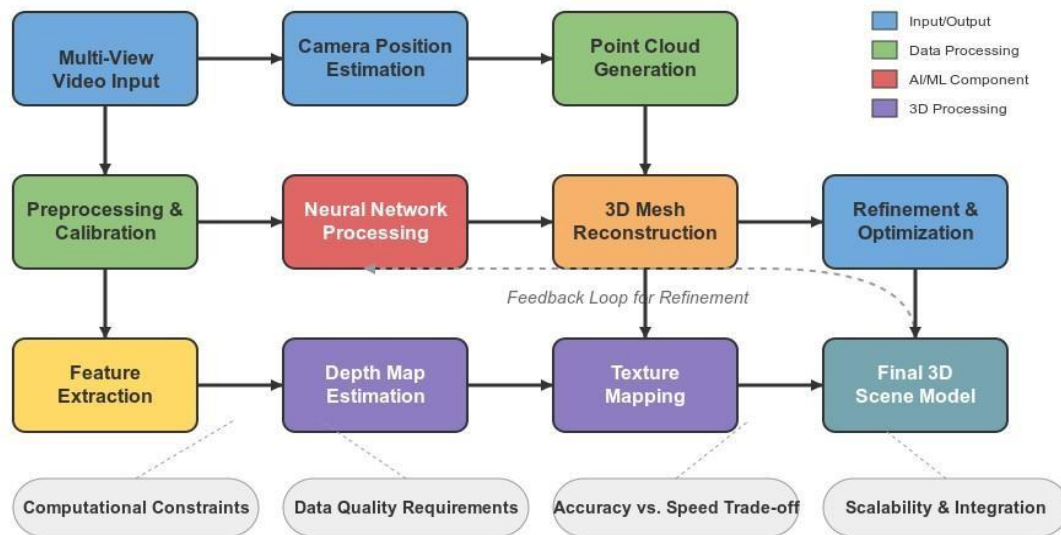 Multi-View
Video Input
Camera Position
Estimation
Point Cloud
Generation
Input/Output
Data Processing
AI/ML Component
3D Processing
Preprocessing &
Calibration
Neural Network
Processing
3D Mesh
Reconstruction
Refinement &
Optimization
Feedback Loop for Refinement
Feature
Extraction
Depth Map
Estimation
Texture
Mapping
Final 3D
Scene Model
Computational Constraints
Data Quality Requirements
Accuracy vs. Speed Trade-off
Scalability & Integration